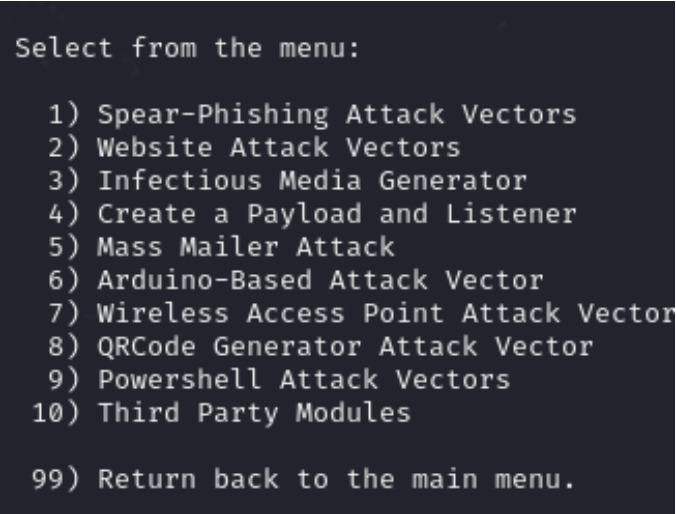 Select from the menu:
1) Spear-Phishing Attack Vectors
2) Website Attack Vectors
3) Infectious Media Generator
4) Create a Payload and Listener
5) Mass Mailer Attack
6) Arduino-Based Attack Vector
7) Wireless Access Point Attack Vector
8) QRCode Generator Attack Vector
9) Powershell Attack Vectors
10) Third Party Modules
99) Return back to the main menu.